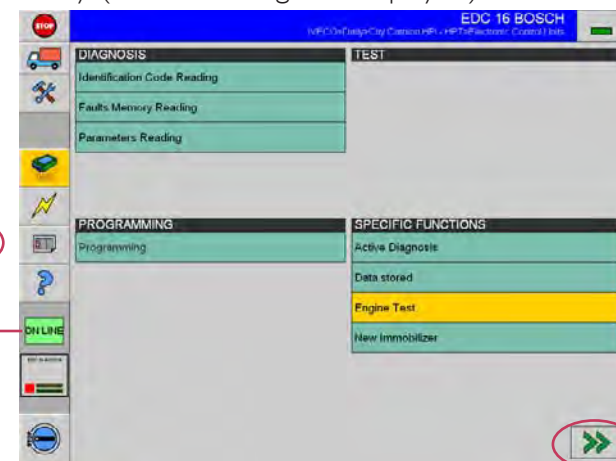 STOP
EDC 16 BOSCH
DIAGNOSIS
Identification Code Reading
Faults Memory Reading
Parameters Reading
TEST
PROGRAMMING
Programming
SPECIFIC FUNCTIONS
Active Diagnosis
Data stored
Engine Test
New Immobilizer
ON LINE